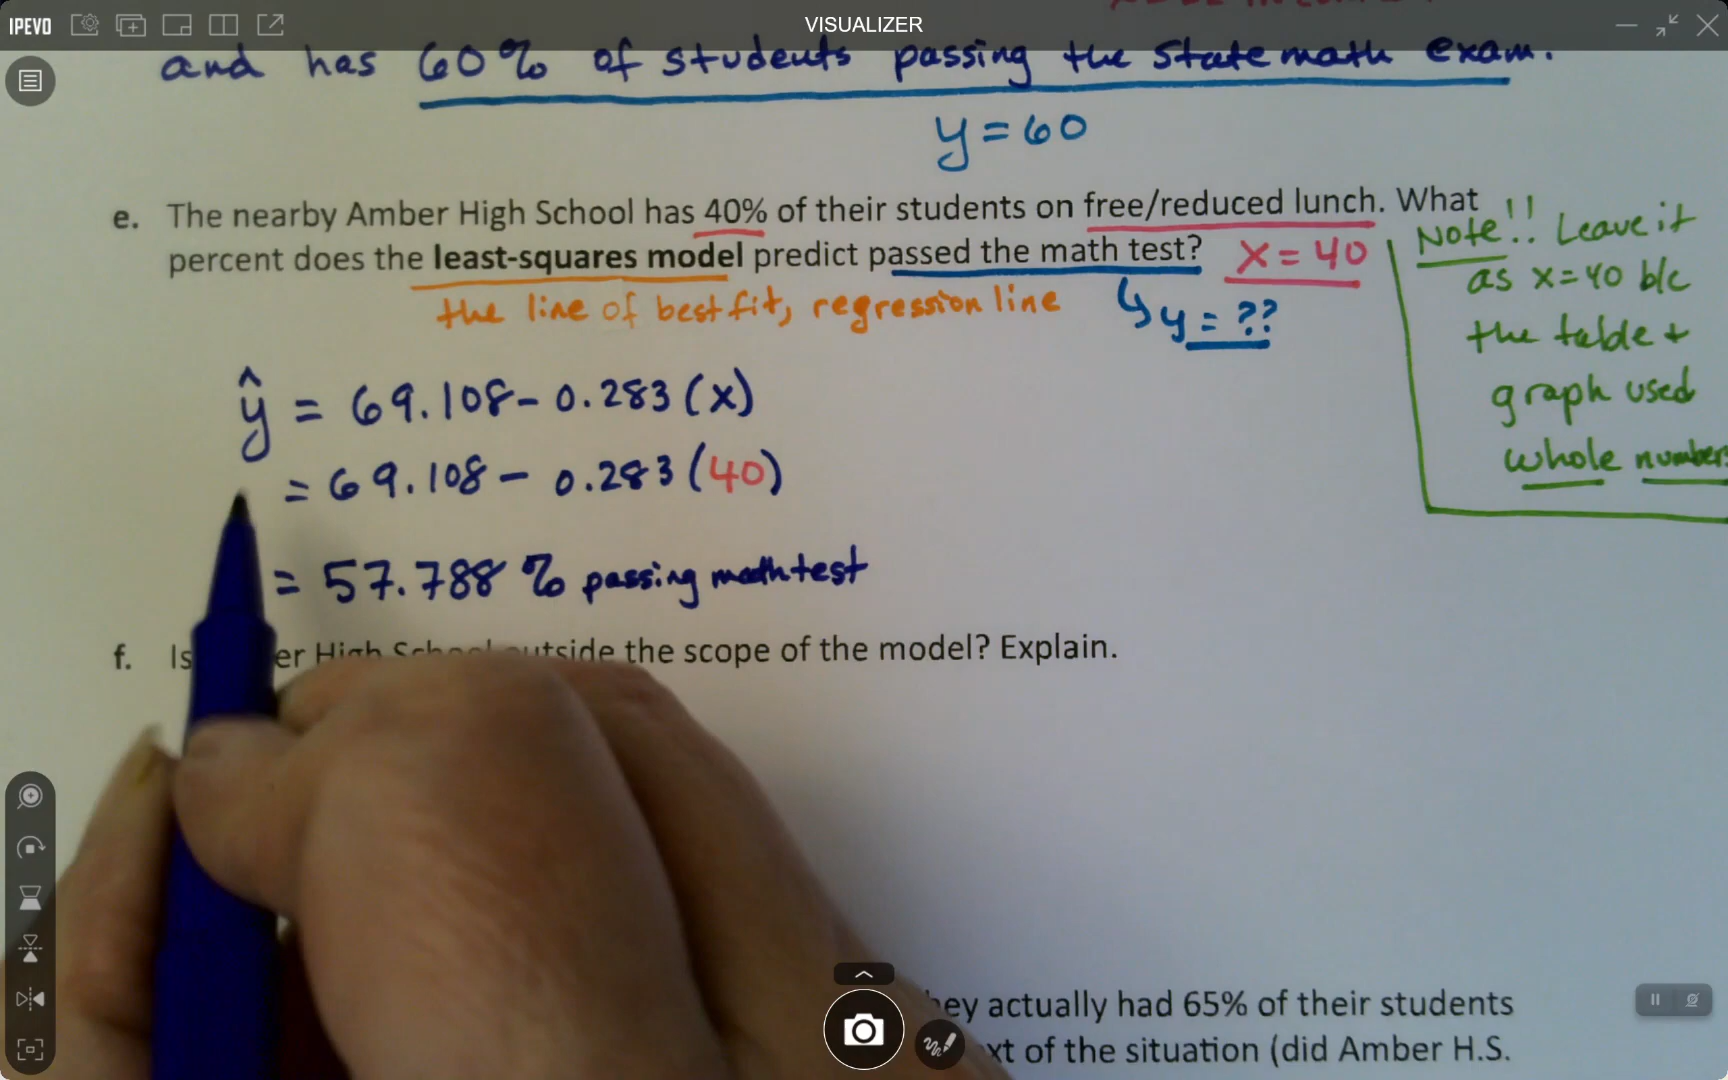 IPEVO
VISUALIZER
and has 60% of students passing the state math exam.
y = 60
e. The nearby Amber High School has 40% of their students on free/reduced lunch. What
percent does the least-squares model predict passed the math test?
x = 40
the line of best fit, regression line
y = ??
Note!! Leave it
as x=40 b/c
the table +
graph used
whole numbers
ŷ = 69.108 - 0.283 (x)
= 69.108 - 0.283 (40)
= 57.788 % passing math test
f. Is er High School outside the scope of the model? Explain.
hey actually had 65% of their students
xt of the situation (did Amber H.S.